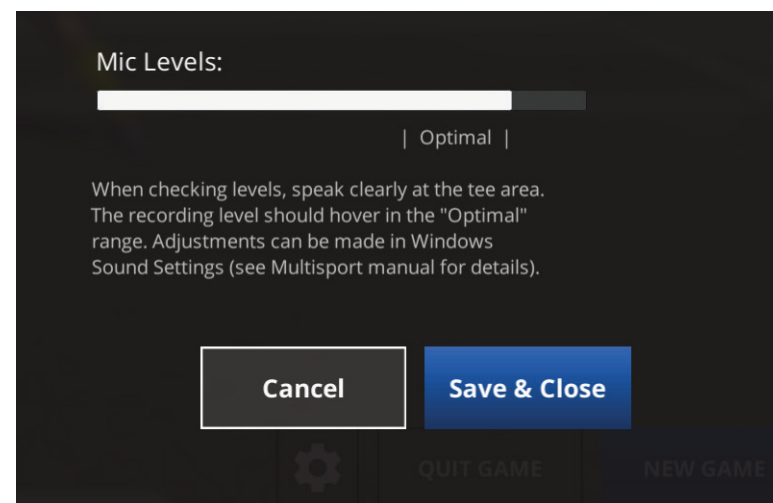 Mic Levels:
| Optimal |
When checking levels, speak clearly at the tee area.
The recording level should hover in the "Optimal"
range. Adjustments can be made in Windows
Sound Settings (see Multisport manual for details).
Cancel
Save & Close
QUIT GAME
NEW GAME